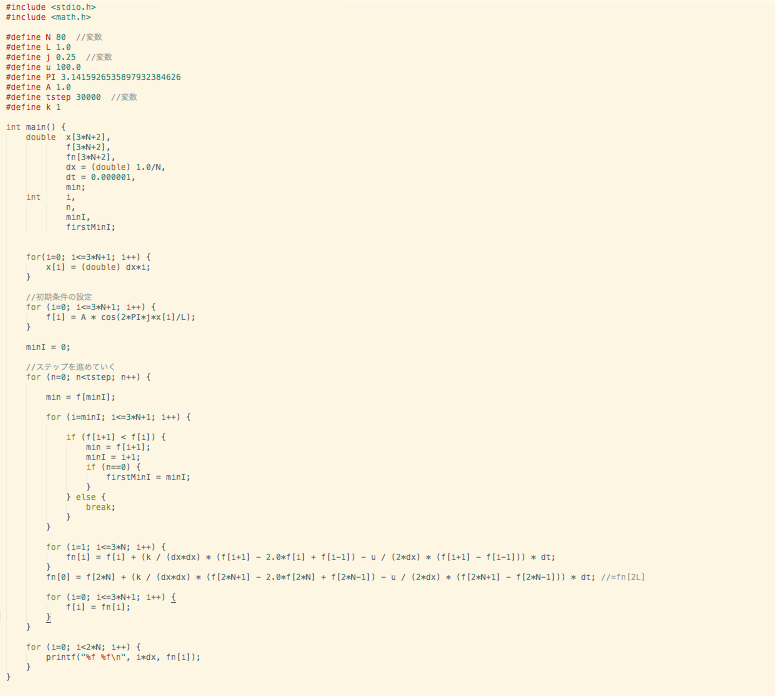 #include <stdio.h>
#include <math.h>

#define N 80  //変数
#define L 1.0
#define j 0.25  //変数
#define u 100.0
#define PI 3.1415926535897932384626
#define A 1.0
#define tstep 30000  //変数
#define k 1

int main() {
    double  x[3*N+2],
            f[3*N+2],
            fn[3*N+2],
            dx = (double) 1.0/N,
            dt = 0.000001,
            min;
    int     i,
            n,
            minI,
            firstMinI;


    for(i=0; i<=3*N+1; i++) {
        x[i] = (double) dx*i;
    }

    //初期条件の設定
    for (i=0; i<=3*N+1; i++) {
        f[i] = A * cos(2*PI*j*x[i]/L);
    }

    minI = 0;

    //ステップを進めていく
    for (n=0; n<tstep; n++) {

        min = f[minI];

        for (i=minI; i<=3*N+1; i++) {

            if (f[i+1] < f[i]) {
                min = f[i+1];
                minI = i+1;
                if (n==0) {
                    firstMinI = minI;
                }
            } else {
                break;
            }
        }

        for (i=1; i<=3*N; i++) {
            fn[i] = f[i] + (k / (dx*dx) * (f[i+1] - 2.0*f[i] + f[i-1]) - u / (2*dx) * (f[i+1] - f[i-1])) * dt;
        }
        fn[0] = f[2*N] + (k / (dx*dx) * (f[2*N+1] - 2.0*f[2*N] + f[2*N-1]) - u / (2*dx) * (f[2*N+1] - f[2*N-1])) * dt; //=fn[2L]

        for (i=0; i<=3*N+1; i++) {
            f[i] = fn[i];
        }
    }

    for (i=0; i<2*N; i++) {
        printf("%f %f\n", i*dx, fn[i]);
    }
}